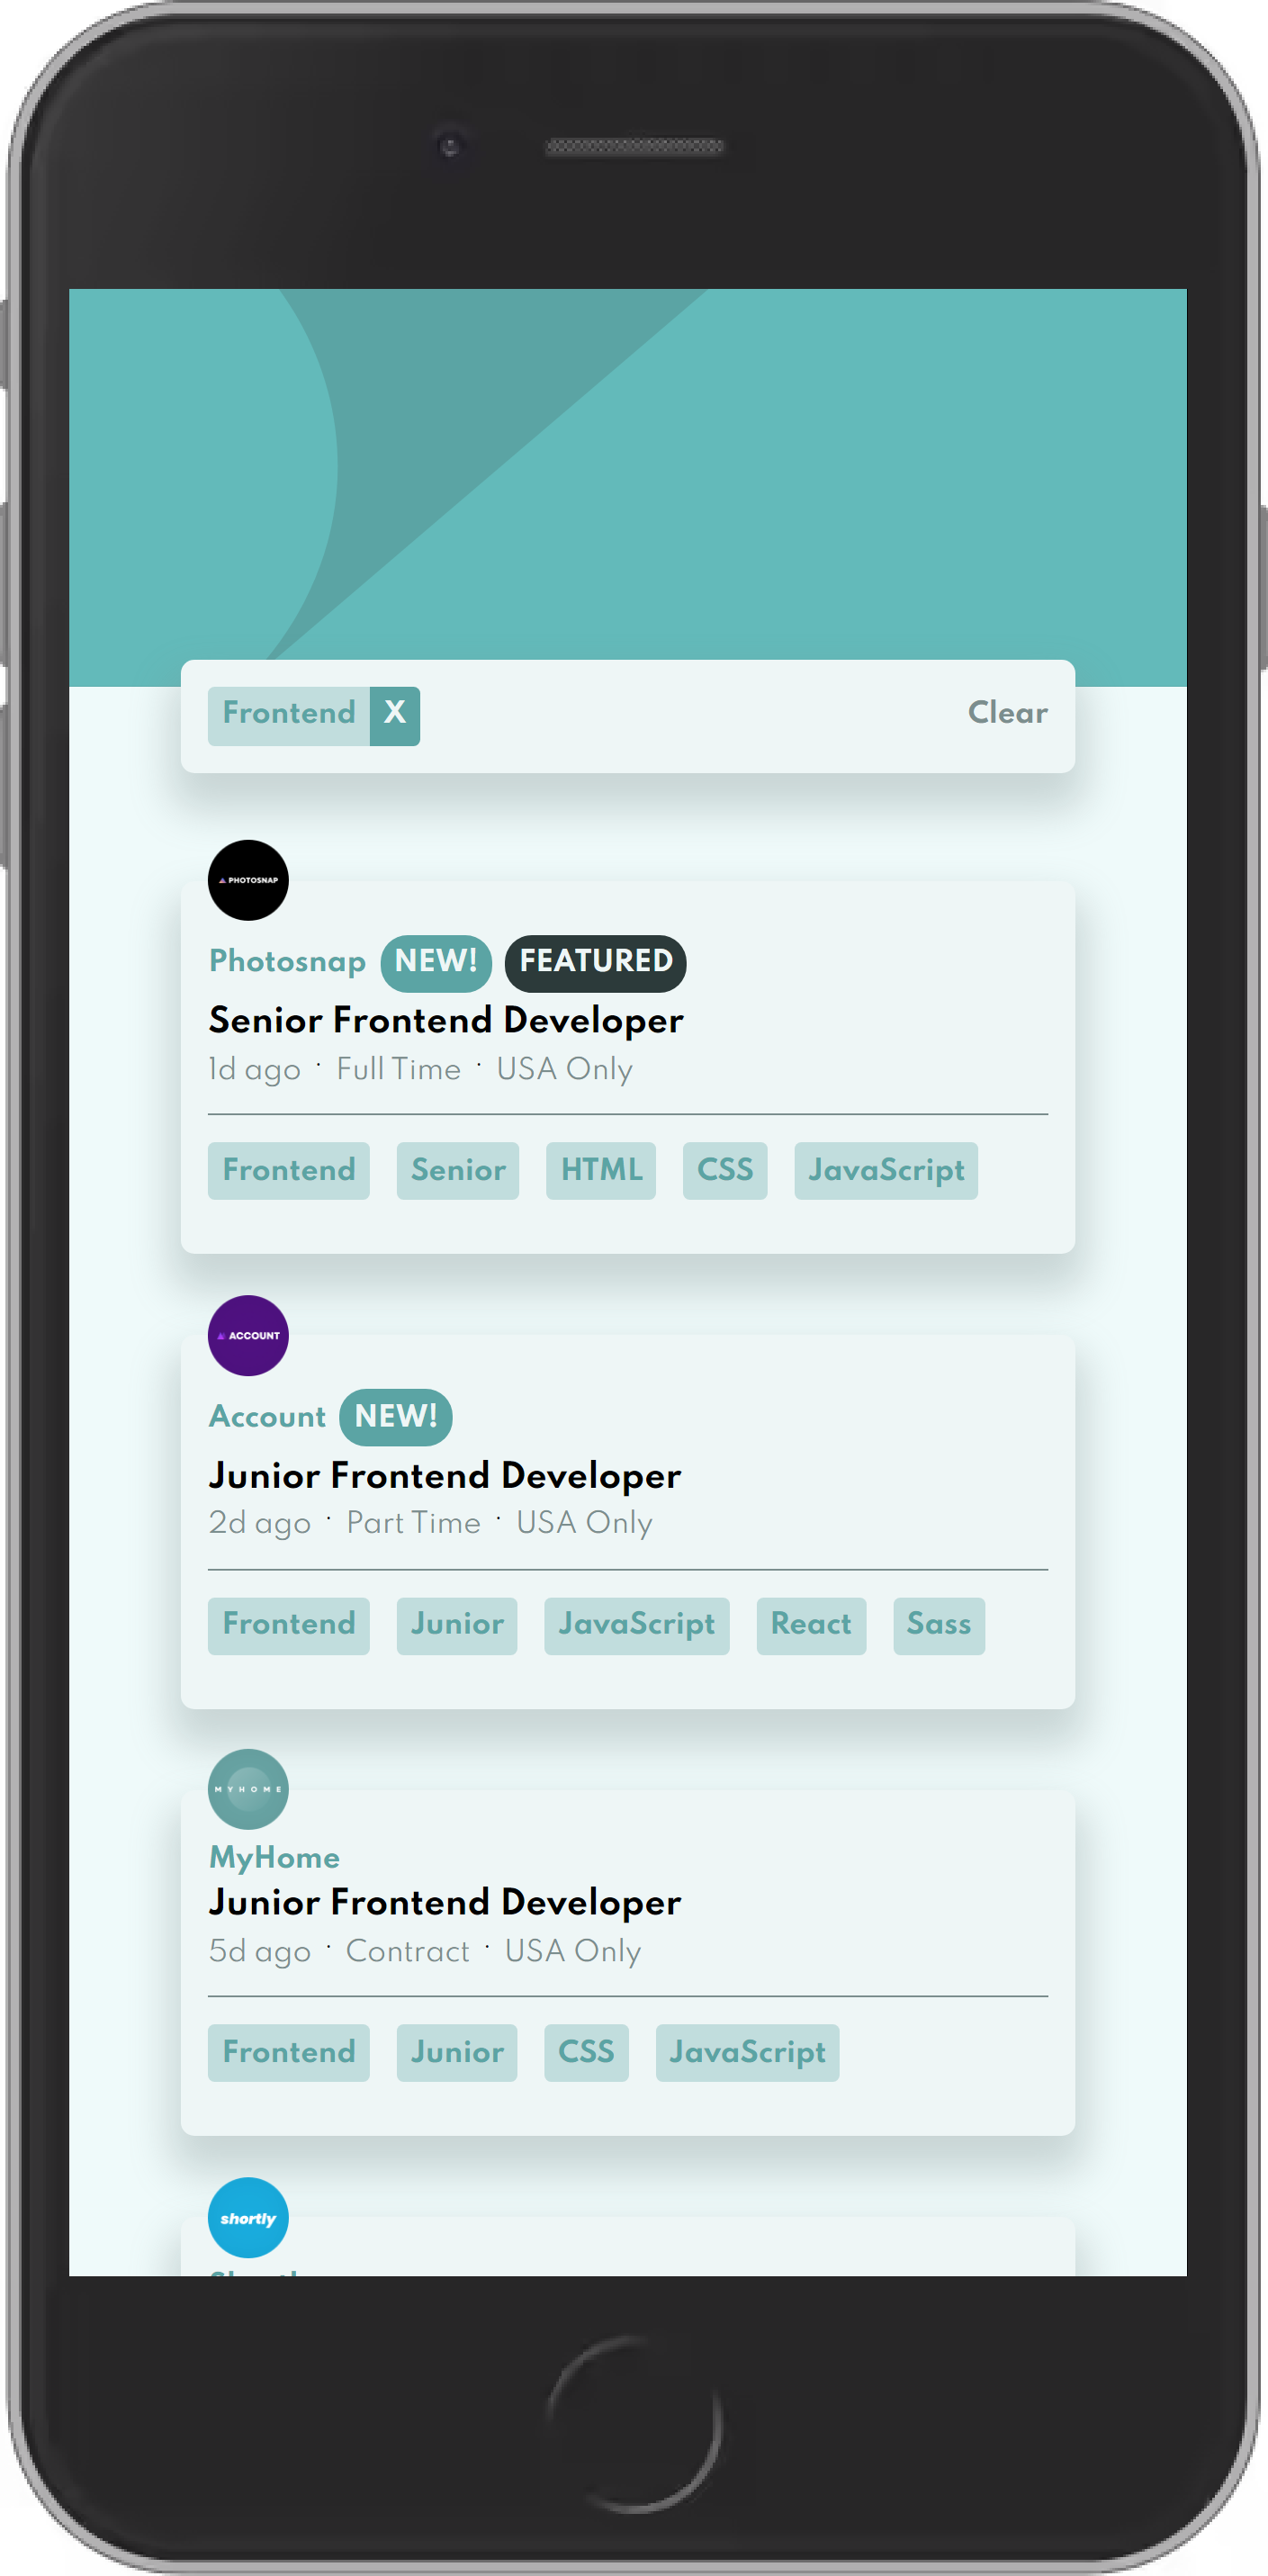 Frontend X Clear
PHOTOSNAP
Photosnap NEW! FEATURED
Senior Frontend Developer
1d ago · Full Time · USA Only
Frontend Senior HTML CSS JavaScript
ACCOUNT
Account NEW!
Junior Frontend Developer
2d ago · Part Time · USA Only
Frontend Junior JavaScript React Sass
MYHOME
MyHome
Junior Frontend Developer
5d ago · Contract · USA Only
Frontend Junior CSS JavaScript
shortly